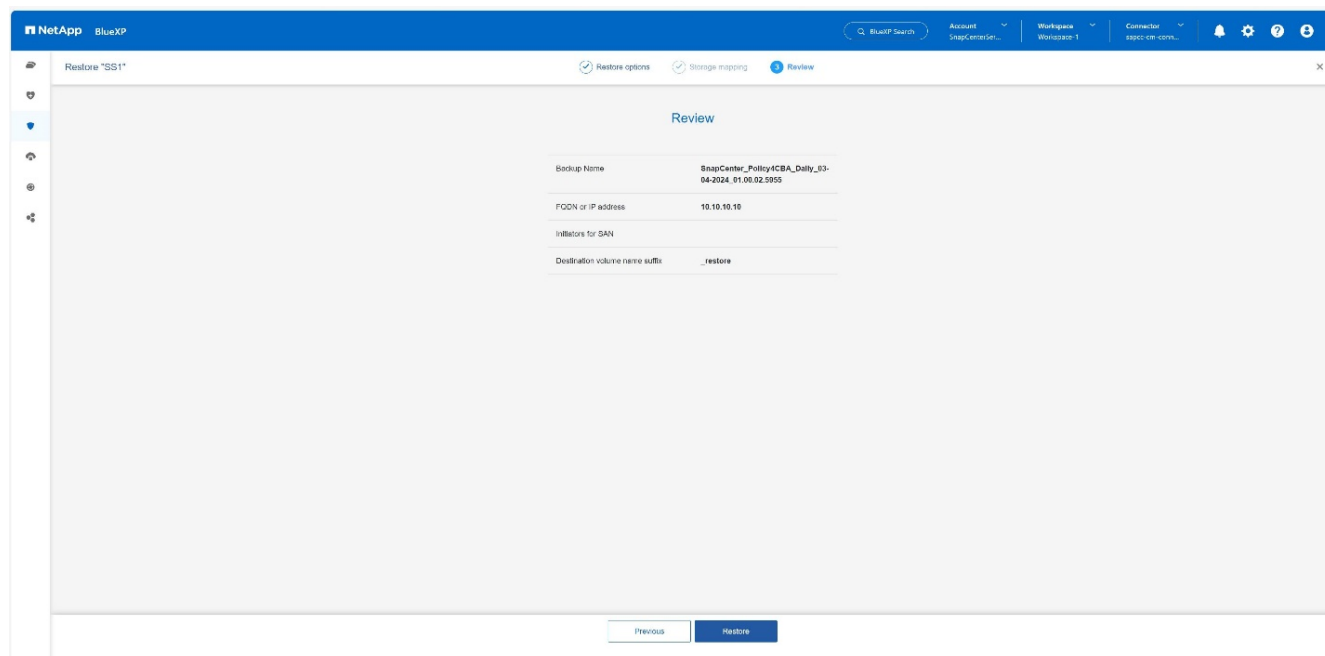 NetApp BlueXP
BlueXP Search
Account
SnapCenterSer...
Workspace
Workspace-1
Connector
sapcc-cm-conn...
Restore "SS1"
Restore options
Storage mapping
3 Review
Review
Backup Name
SnapCenter_Policy4CBA_Daily_03-
04-2024_01.00.02.5955
FQDN or IP address
10.10.10.10
Initiators for SAN
Destination volume name suffix
_restore
Previous
Restore